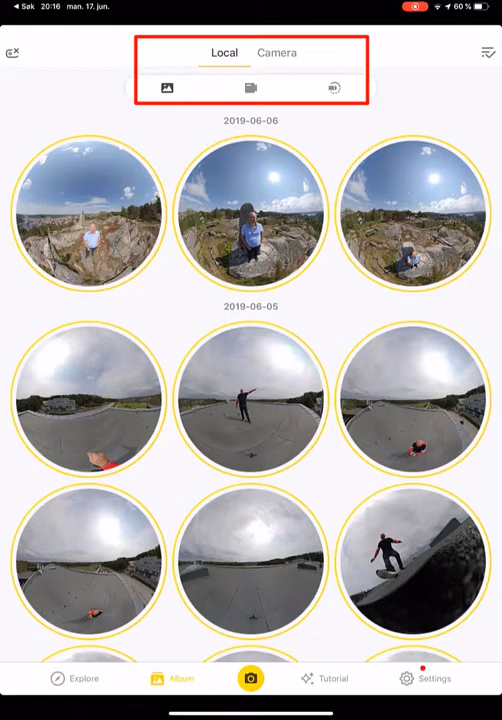 Søk 20:16 man. 17. jun. 60 %
Local Camera
2019-06-06
2019-06-05
Explore Album Tutorial Settings